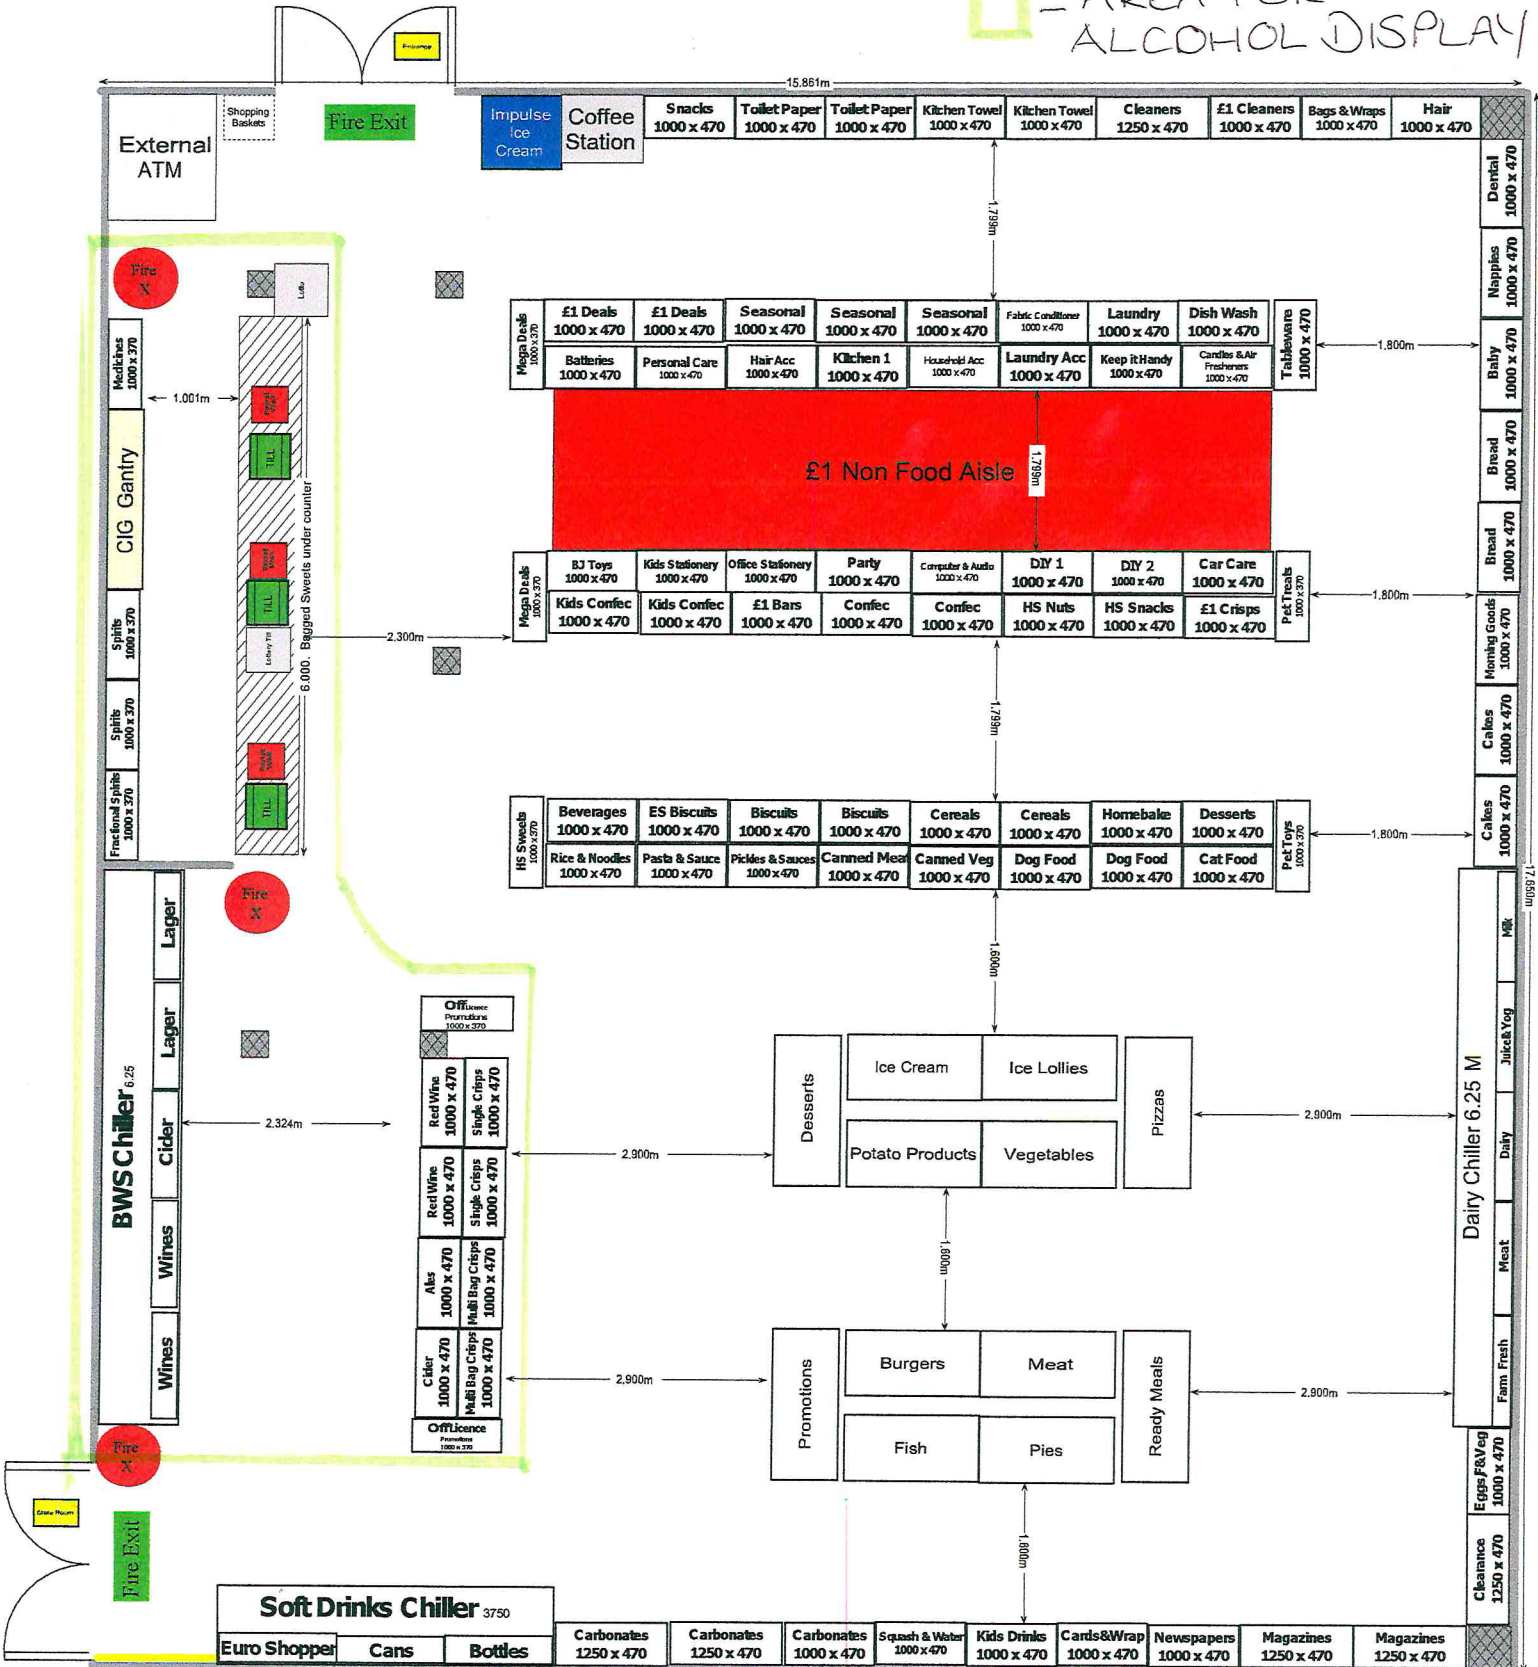 = AREA FOR
ALCOHOL DISPLAY
Entrance
15.861m
Shopping
Baskets
External
ATM
Fire Exit
Impulse
Ice
Cream
Coffee
Station
Snacks
1000 x 470
Toilet Paper
1000 x 470
Toilet Paper
1000 x 470
Kitchen Towel
1000 x 470
Kitchen Towel
1000 x 470
Cleaners
1250 x 470
£1 Cleaners
1000 x 470
Bags & Wraps
1000 x 470
Hair
1000 x 470
Dental
1000 x 470
Nappies
1000 x 470
Baby
1000 x 470
Bread
1000 x 470
Bread
1000 x 470
Morning Goods
1000 x 470
Cakes
1000 x 470
Cakes
1000 x 470
17.650m
1.799m
Fire
X
Medicines
1000 x 370
CIG Gantry
Spirits
1000 x 370
Spirits
1000 x 370
Fractional Spirits
1000 x 370
1.001m
TILL
TILL
Lottery Till
TILL
6.000. Bagged Sweets under counter
2.300m
Mega Deals
1000 x 370
£1 Deals
1000 x 470
£1 Deals
1000 x 470
Seasonal
1000 x 470
Seasonal
1000 x 470
Seasonal
1000 x 470
Fabric Conditioner
1000 x 470
Laundry
1000 x 470
Dish Wash
1000 x 470
Batteries
1000 x 470
Personal Care
1000 x 470
Hair Acc
1000 x 470
Kitchen 1
1000 x 470
Household Acc
1000 x 470
Laundry Acc
1000 x 470
Keep it Handy
1000 x 470
Candles & Air
Fresheners
1000 x 470
Tableware
1000 x 470
1,800m
£1 Non Food Aisle
1.799m
Mega Deals
1000 x 370
BJ Toys
1000 x 470
Kids Stationery
1000 x 470
Office Stationery
1000 x 470
Party
1000 x 470
Computer & Audio
1000 x 470
DIY 1
1000 x 470
DIY 2
1000 x 470
Car Care
1000 x 470
Kids Confec
1000 x 470
Kids Confec
1000 x 470
£1 Bars
1000 x 470
Confec
1000 x 470
Confec
1000 x 470
HS Nuts
1000 x 470
HS Snacks
1000 x 470
£1 Crisps
1000 x 470
Pet Treats
1000 x 370
1.800m
1.799m
HS Sweets
1000 x 370
Beverages
1000 x 470
ES Biscuits
1000 x 470
Biscuits
1000 x 470
Biscuits
1000 x 470
Cereals
1000 x 470
Cereals
1000 x 470
Homebake
1000 x 470
Desserts
1000 x 470
Rice & Noodles
1000 x 470
Pasta & Sauce
1000 x 470
Pickles & Sauces
1000 x 470
Canned Meat
1000 x 470
Canned Veg
1000 x 470
Dog Food
1000 x 470
Dog Food
1000 x 470
Cat Food
1000 x 470
Pet Toys
1000 x 370
1.800m
1.600m
Fire
X
BWS Chiller 6.25
Lager
Lager
Cider
Wines
Wines
2.324m
Off Licence
Promotions
1000 x 370
Red Wine
1000 x 470
Single Crisps
1000 x 470
Red Wine
1000 x 470
Single Crisps
1000 x 470
Ales
1000 x 470
Multi Bag Crisps
1000 x 470
Cider
1000 x 470
Multi Bag Crisps
1000 x 470
Off Licence
Promotions
1000 x 370
2.900m
2,900m
Desserts
Ice Cream
Ice Lollies
Potato Products
Vegetables
Pizzas
2,900m
1.600m
Promotions
Burgers
Meat
Fish
Pies
Ready Meals
2.900m
1.600m
Dairy Chiller 6.25 M
Milk
Juice & Yog
Dairy
Meat
Farm Fresh
Eggs,F&Veg
1000 x 470
Clearance
1250 x 470
Fire
X
Store Room
Fire Exit
Soft Drinks Chiller 3750
Euro Shopper
Cans
Bottles
Carbonates
1250 x 470
Carbonates
1250 x 470
Carbonates
1000 x 470
Squash & Water
1000 x 470
Kids Drinks
1000 x 470
Cards&Wrap
1000 x 470
Newspapers
1000 x 470
Magazines
1250 x 470
Magazines
1250 x 470